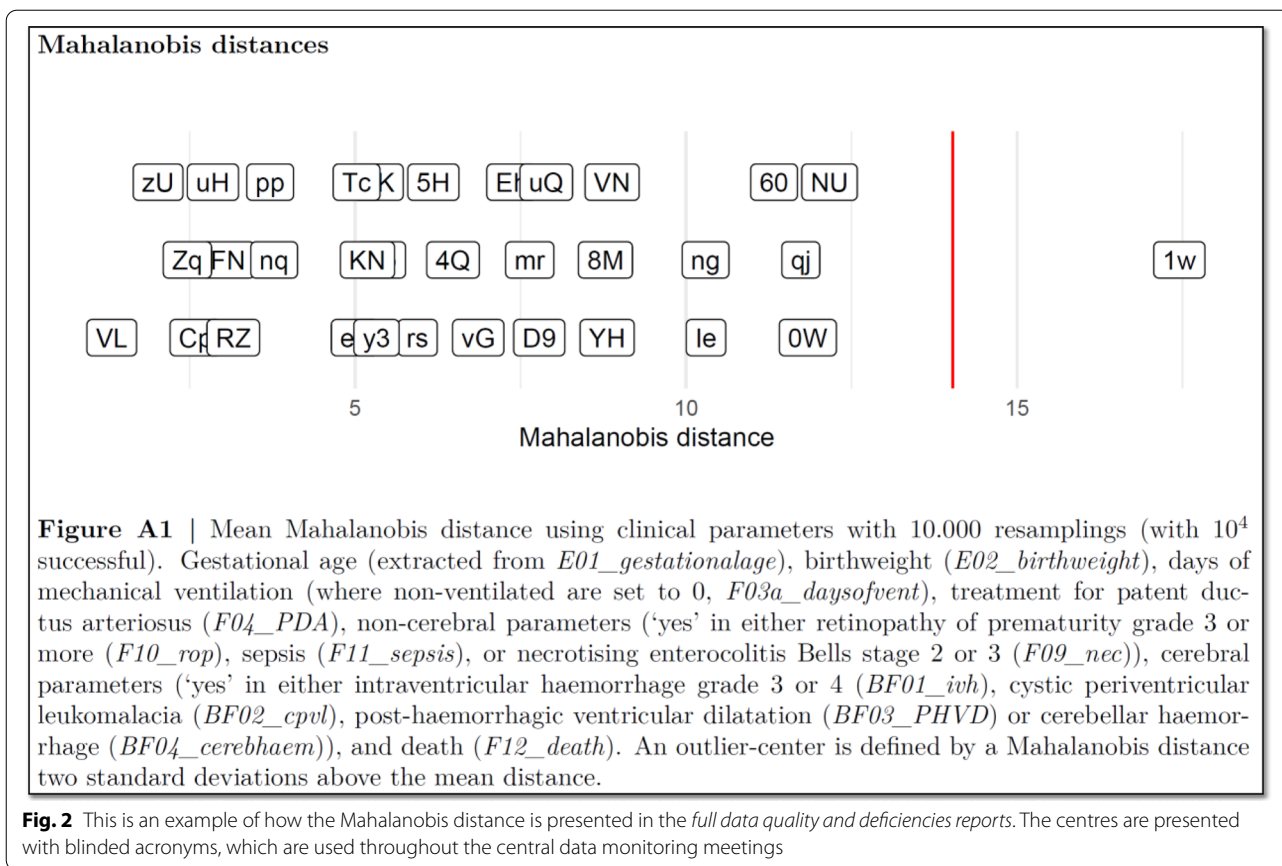 Mahalanobis distances
zU uH pp Tc K 5H uQ VN 60 NU
Zq FN nq KN 4Q mr 8M ng qj 1w
VL RZ e y3 rs vG D9 YH 0W
5 10 15
Mahalanobis distance
Figure A1 | Mean Mahalanobis distance using clinical parameters with 10.000 resamplings (with 10⁴
successful). Gestational age (extracted from E01_gestationalage), birthweight (E02_birthweight), days of
mechanical ventilation (where non-ventilated are set to 0, F03a_daysofvent), treatment for patent duc-
tus arteriosus (F04_PDA), non-cerebral parameters (‘yes’ in either retinopathy of prematurity grade 3 or
more (F10_rop), sepsis (F11_sepsis), or necrotising enterocolitis Bells stage 2 or 3 (F09_nec)), cerebral
parameters (‘yes’ in either intraventricular haemorrhage grade 3 or 4 (BF01_ivh), cystic periventricular
leukomalacia (BF02_cpvl), post-haemorrhagic ventricular dilatation (BF03_PHVD) or cerebellar haemor-
rhage (BF04_cerebhaem)), and death (F12_death). An outlier-center is defined by a Mahalanobis distance
two standard deviations above the mean distance.
Fig. 2 This is an example of how the Mahalanobis distance is presented in the full data quality and deficiencies reports. The centres are presented
with blinded acronyms, which are used throughout the central data monitoring meetings